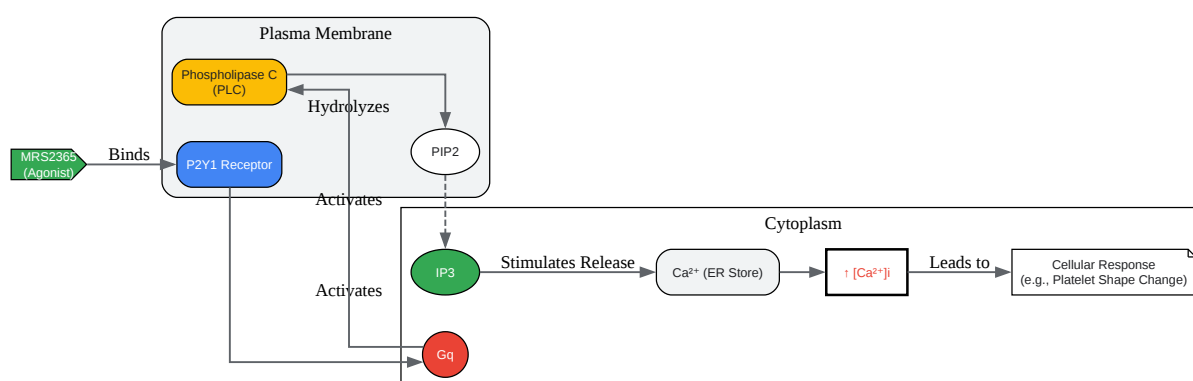 Plasma Membrane
Phospholipase C
(PLC)
Hydrolyzes
MRS2365
(Agonist)
Binds
P2Y1 Receptor
PIP2
Activates
Cytoplasm
IP3
Stimulates Release
Ca²⁺ (ER Store)
↑ [Ca²⁺]i
Leads to
Cellular Response
(e.g., Platelet Shape Change)
Activates
Gq